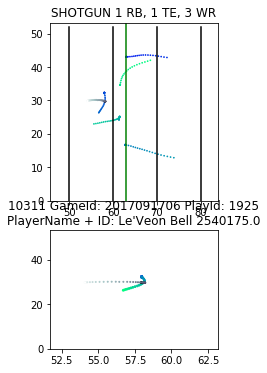 SHOTGUN 1 RB, 1 TE, 3 WR
50
40
30
20
10
0
50 60 70 80
10311 GameId: 2017091706 PlayId: 1925
PlayerName + ID: Le'Veon Bell 2540175.0
40
20
0
52.5 55.0 57.5 60.0 62.5